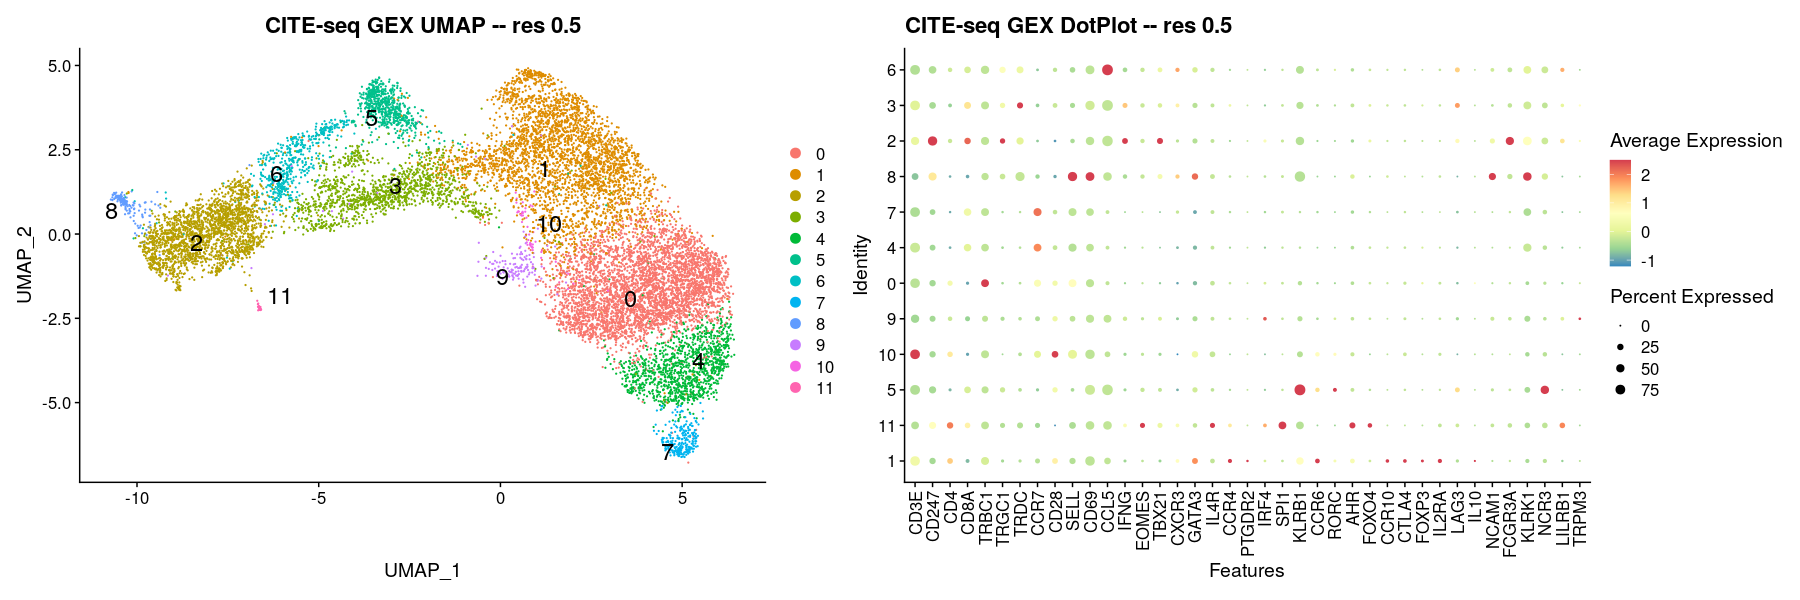 CITE-seq GEX UMAP -- res 0.5
5.0
2.5
0.0
-2.5
-5.0
UMAP_2
-10
-5
0
5
UMAP_1
5
6
3
1
8
2
10
9
11
0
4
7
0
1
2
3
4
5
6
7
8
9
10
11
CITE-seq GEX DotPlot -- res 0.5
Identity
6
3
2
8
7
4
0
9
10
5
11
1
CD3E
CD247
CD4
CD8A
TRBC1
TRGC1
TRDC
CCR7
CD28
SELL
CD69
CCL5
IFNG
EOMES
TBX21
CXCR3
GATA3
IL4R
CCR4
PTGDR2
IRF4
SPI1
KLRB1
CCR6
RORC
AHR
FOXO4
CCR10
CTLA4
FOXP3
IL2RA
LAG3
IL10
NCAM1
FCGR3A
KLRK1
NCR3
LILRB1
TRPM3
Features
Average Expression
2
1
0
-1
Percent Expressed
0
25
50
75